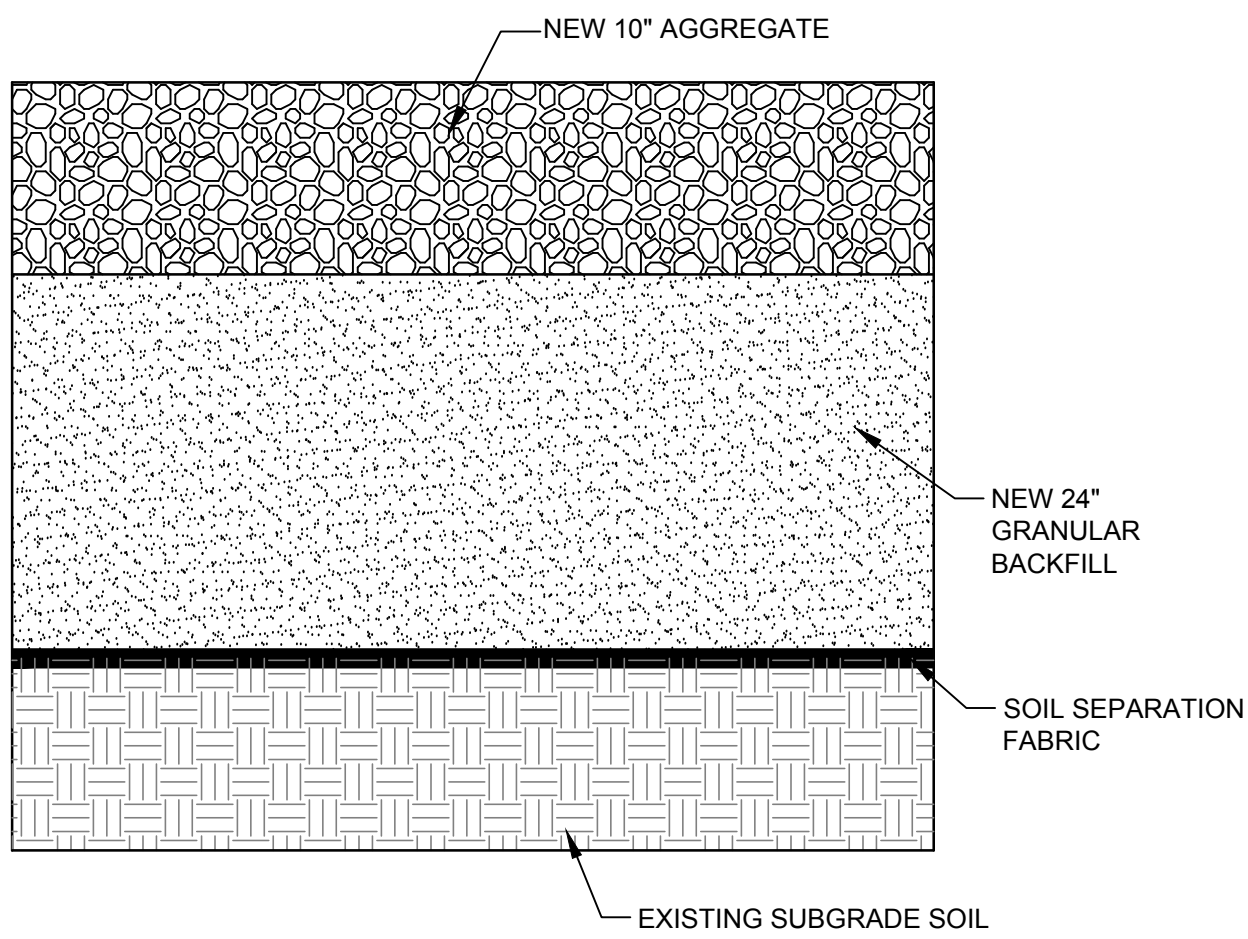 NEW 10" AGGREGATE
NEW 24"
GRANULAR
BACKFILL
SOIL SEPARATION
FABRIC
EXISTING SUBGRADE SOIL